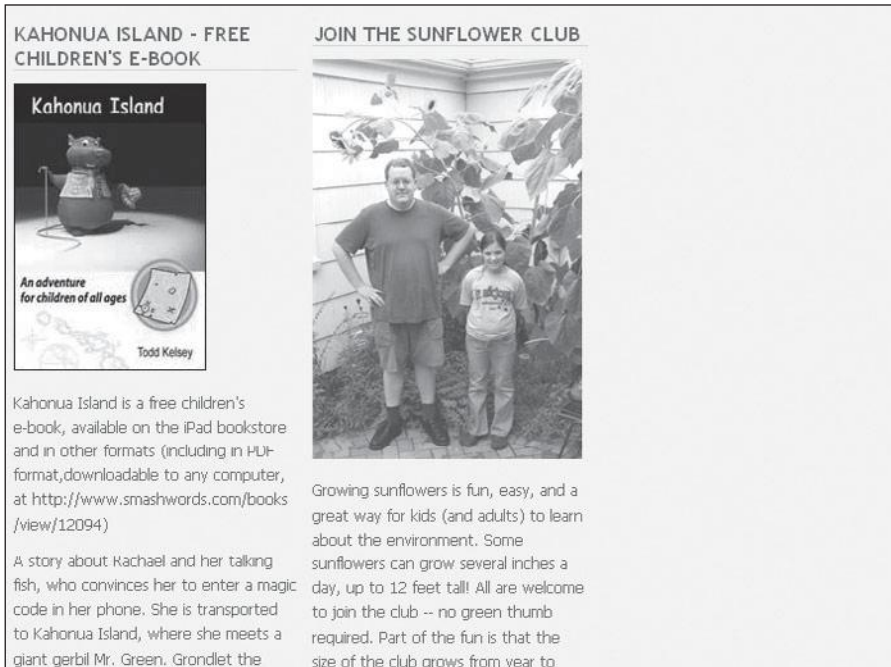 KAHONUA ISLAND - FREE
CHILDREN'S E-BOOK
Kahonua Island
An adventure
for children of all ages
Todd Kelsey
Kahonua Island is a free children's
e-book, available on the iPad bookstore
and in other formats (including in PDF
format,downloadable to any computer,
at http://www.smashwords.com/books
/view/12094)
A story about Rachael and her talking
fish, who convinces her to enter a magic
code in her phone. She is transported
to Kahonua Island, where she meets a
giant gerbil Mr. Green. Grondlet the
JOIN THE SUNFLOWER CLUB
Growing sunflowers is fun, easy, and a
great way for kids (and adults) to learn
about the environment. Some
sunflowers can grow several inches a
day, up to 12 feet tall! All are welcome
to join the club -- no green thumb
required. Part of the fun is that the
size of the club grows from year to